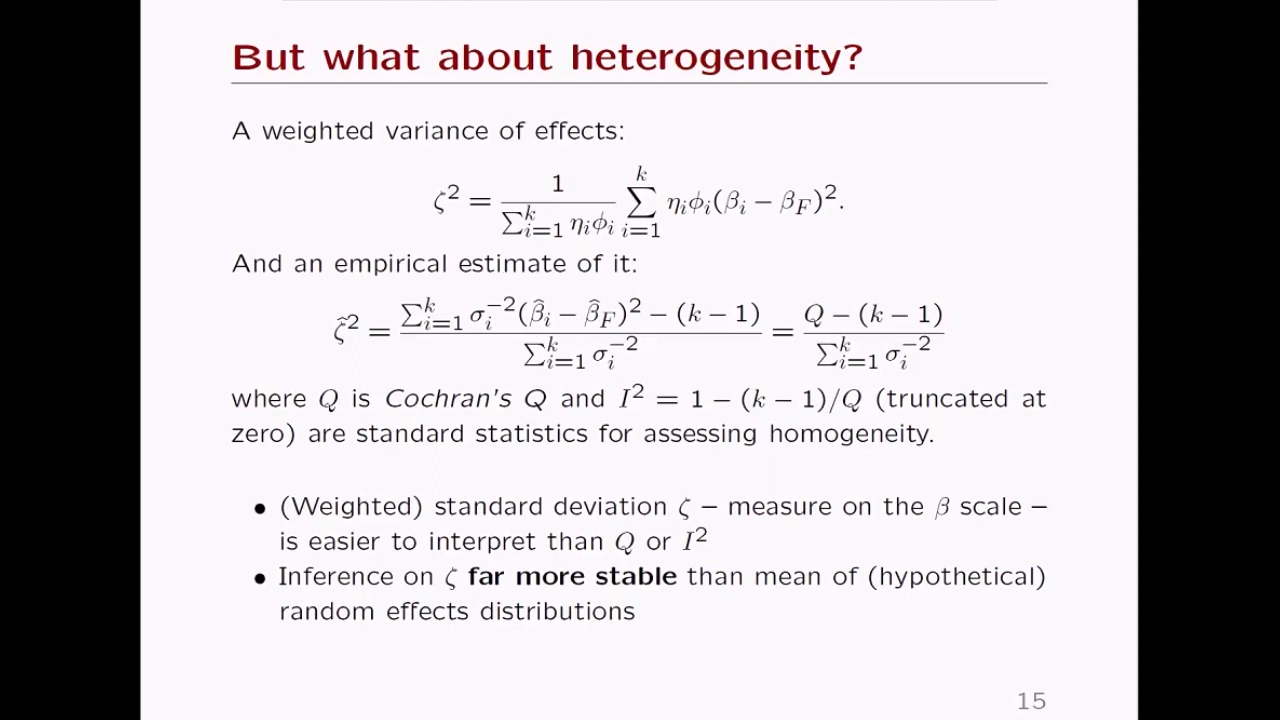 But what about heterogeneity?
A weighted variance of effects:
ζ² = 1 / ∑ᵢ₌₁ᵏ ηᵢϕᵢ ∑ᵢ₌₁ᵏ ηᵢϕᵢ(βᵢ − β_F)².
And an empirical estimate of it:
ζ̂² = ∑ᵢ₌₁ᵏ σᵢ⁻²(β̂ᵢ − β̂_F)² − (k − 1) / ∑ᵢ₌₁ᵏ σᵢ⁻² = Q − (k − 1) / ∑ᵢ₌₁ᵏ σᵢ⁻²
where Q is Cochran's Q and I² = 1 − (k − 1)/Q (truncated at
zero) are standard statistics for assessing homogeneity.
• (Weighted) standard deviation ζ – measure on the β scale –
is easier to interpret than Q or I²
• Inference on ζ far more stable than mean of (hypothetical)
random effects distributions
15